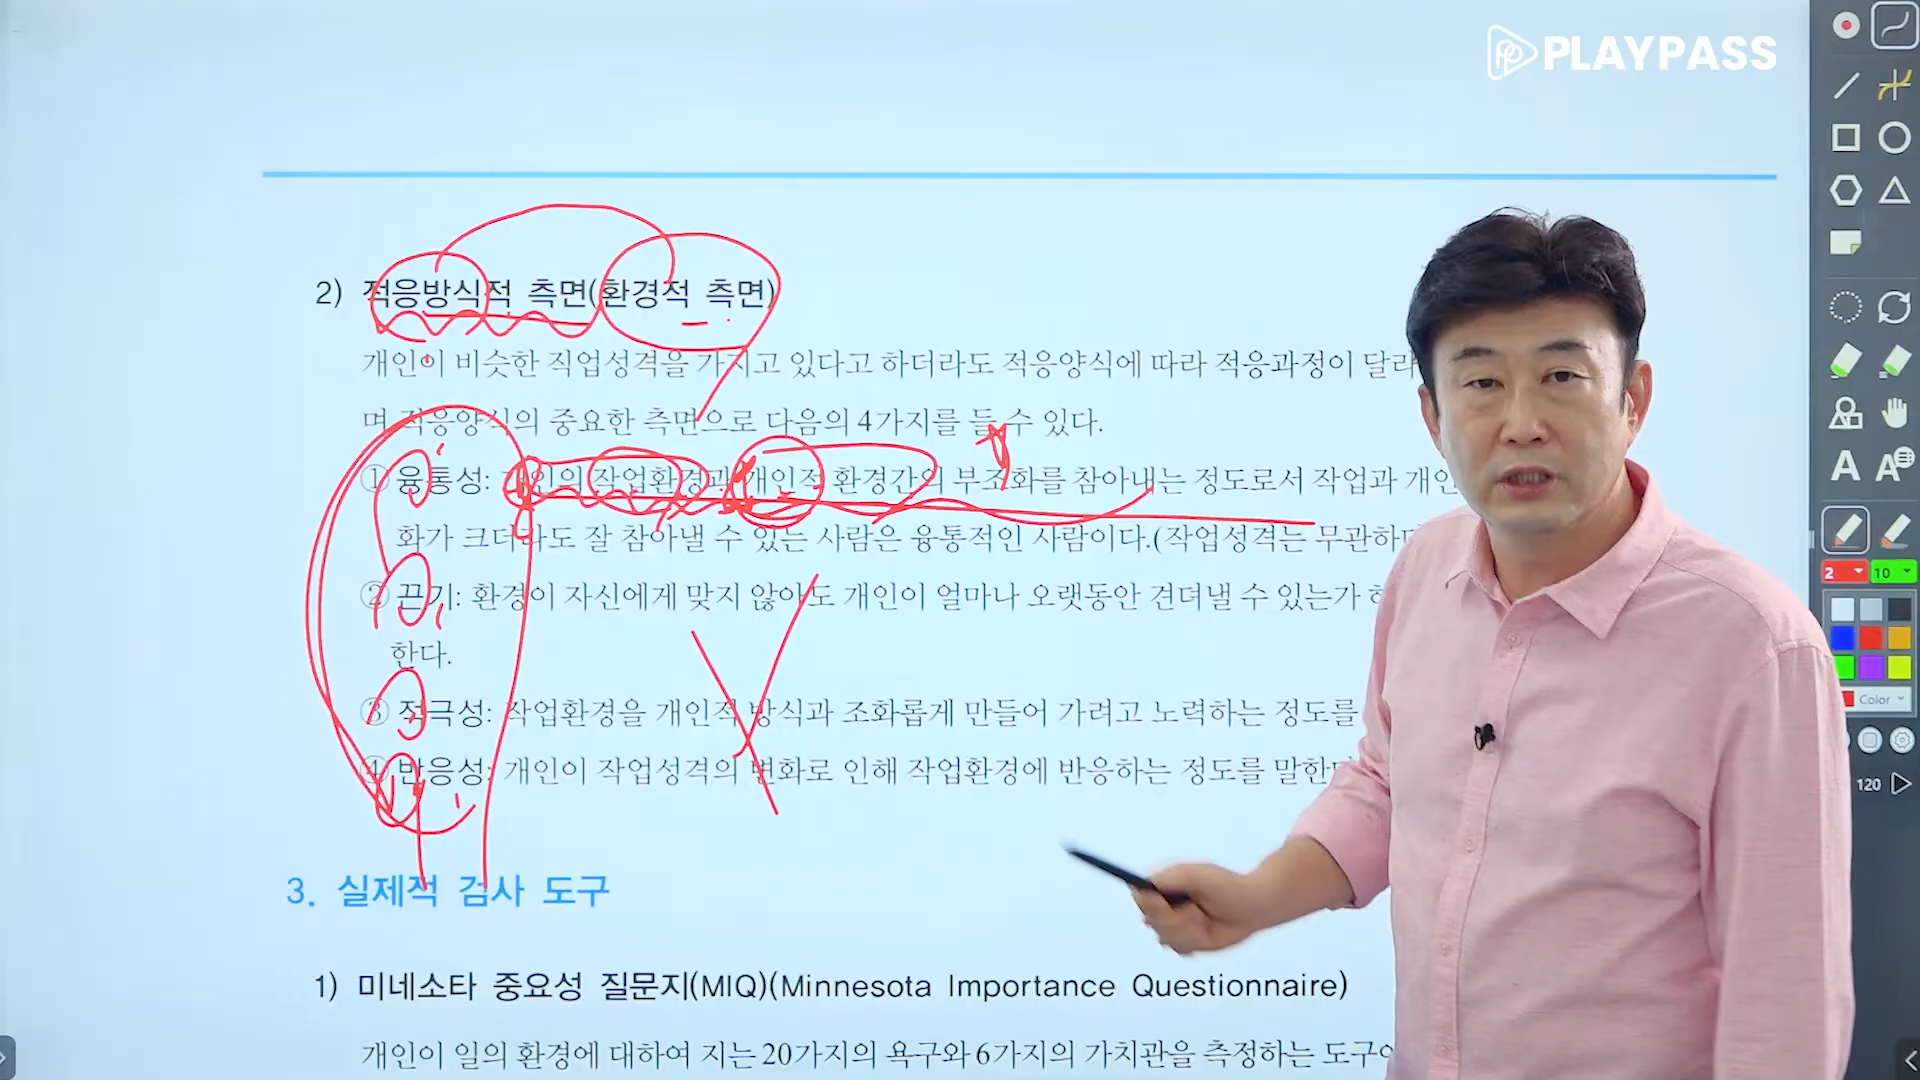 PLAYPASS
2) 적응방식적 측면(환경적 측면)
개인이 비슷한 직업성격을 가지고 있다고 하더라도 적응양식에 따라 적응과정이 달라
며 적응양식의 중요한 측면으로 다음의 4가지를 들 수 있다.
① 융통성: 개인의 작업환경과 개인적 환경간의 부조화를 참아내는 정도로서 작업과 개인
화가 크더라도 잘 참아낼 수 있는 사람은 융통적인 사람이다.(작업성격는 무관하다
② 끈기: 환경이 자신에게 맞지 않아도 개인이 얼마나 오랫동안 견뎌낼 수 있는가 하
한다.
③ 적극성: 작업환경을 개인적 방식과 조화롭게 만들어 가려고 노력하는 정도를
④ 반응성: 개인이 작업성격의 변화로 인해 작업환경에 반응하는 정도를 말한다
3. 실제적 검사 도구
1) 미네소타 중요성 질문지(MIQ)(Minnesota Importance Questionnaire)
개인이 일의 환경에 대하여 지는 20가지의 욕구와 6가지의 가치관을 측정하는 도구
2
10
Color
120